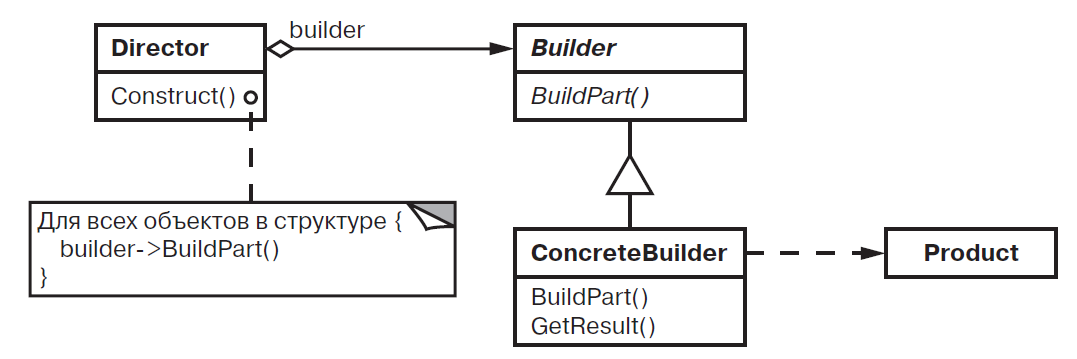 builder
Director
Construct()
Builder
BuildPart()
Для всех объектов в структуре {
builder->BuildPart()
}
ConcreteBuilder
BuildPart()
GetResult()
Product